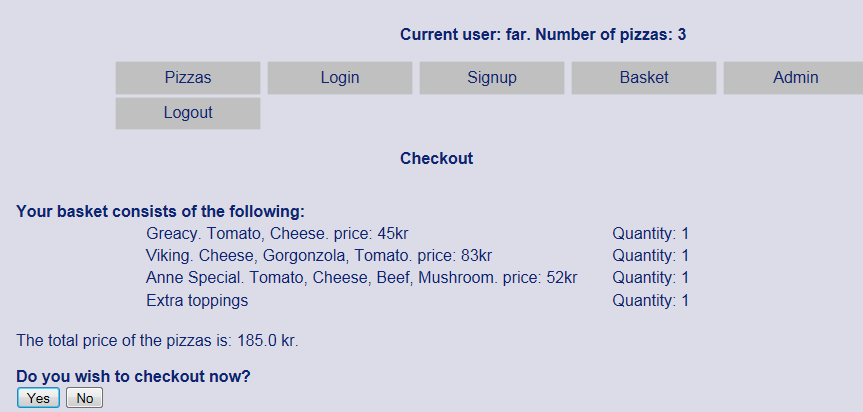 Current user: far. Number of pizzas: 3
Pizzas Login Signup Basket Admin
Logout
Checkout
Your basket consists of the following:
Greacy. Tomato, Cheese. price: 45kr Quantity: 1
Viking. Cheese, Gorgonzola, Tomato. price: 83kr Quantity: 1
Anne Special. Tomato, Cheese, Beef, Mushroom. price: 52kr Quantity: 1
Extra toppings Quantity: 1
The total price of the pizzas is: 185.0 kr.
Do you wish to checkout now?
Yes No